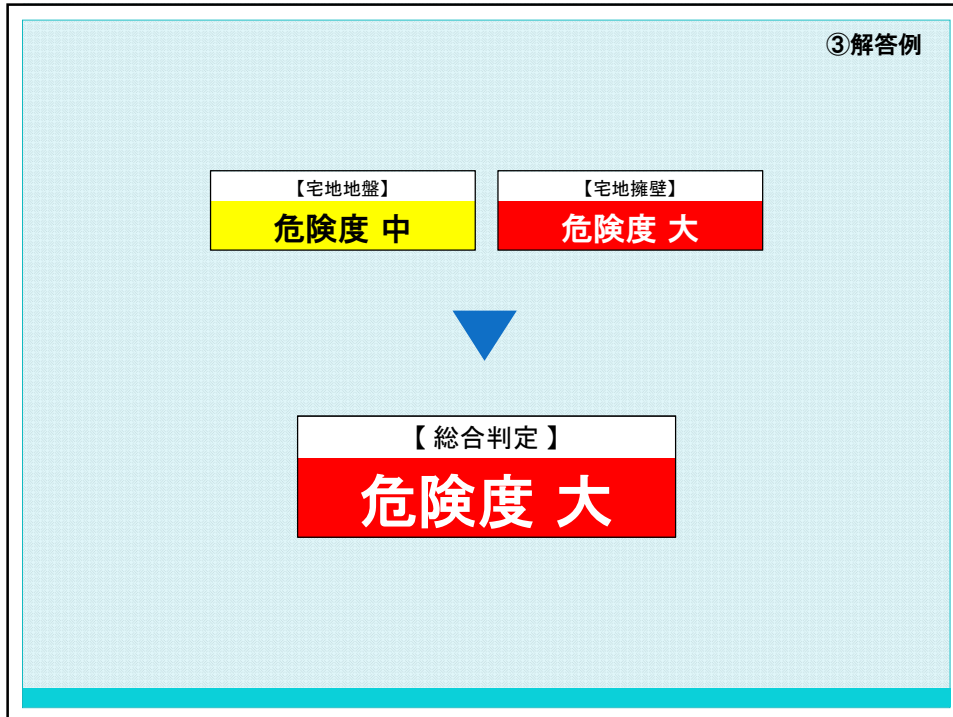 ③解答例
【宅地地盤】
危険度 中
【宅地擁壁】
危険度 大
【 総合判定 】
危険度 大